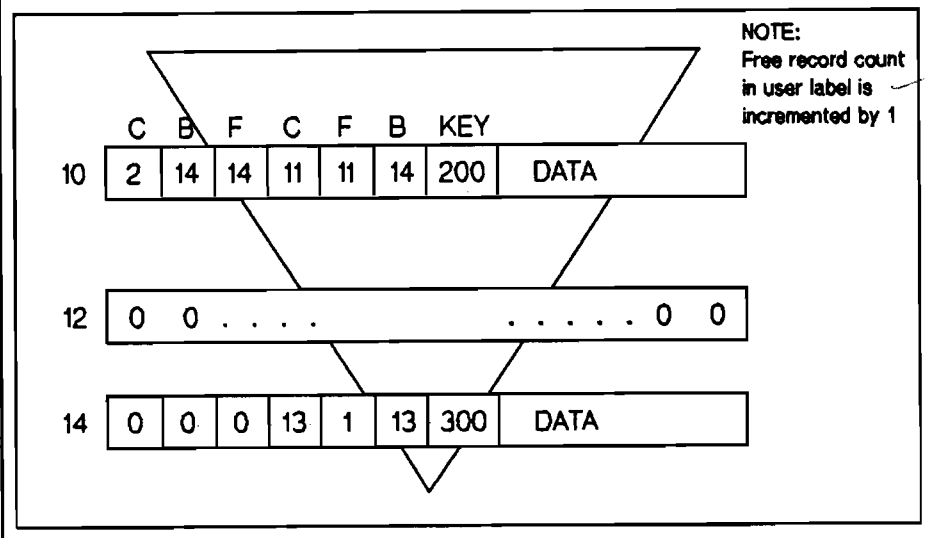 NOTE:
Free record count
in user label is
incremented by 1
C B F C F B KEY
10 2 14 14 11 11 14 200 DATA
12 0 0 . . . . . . . . . 0 0
14 0 0 0 13 1 13 300 DATA